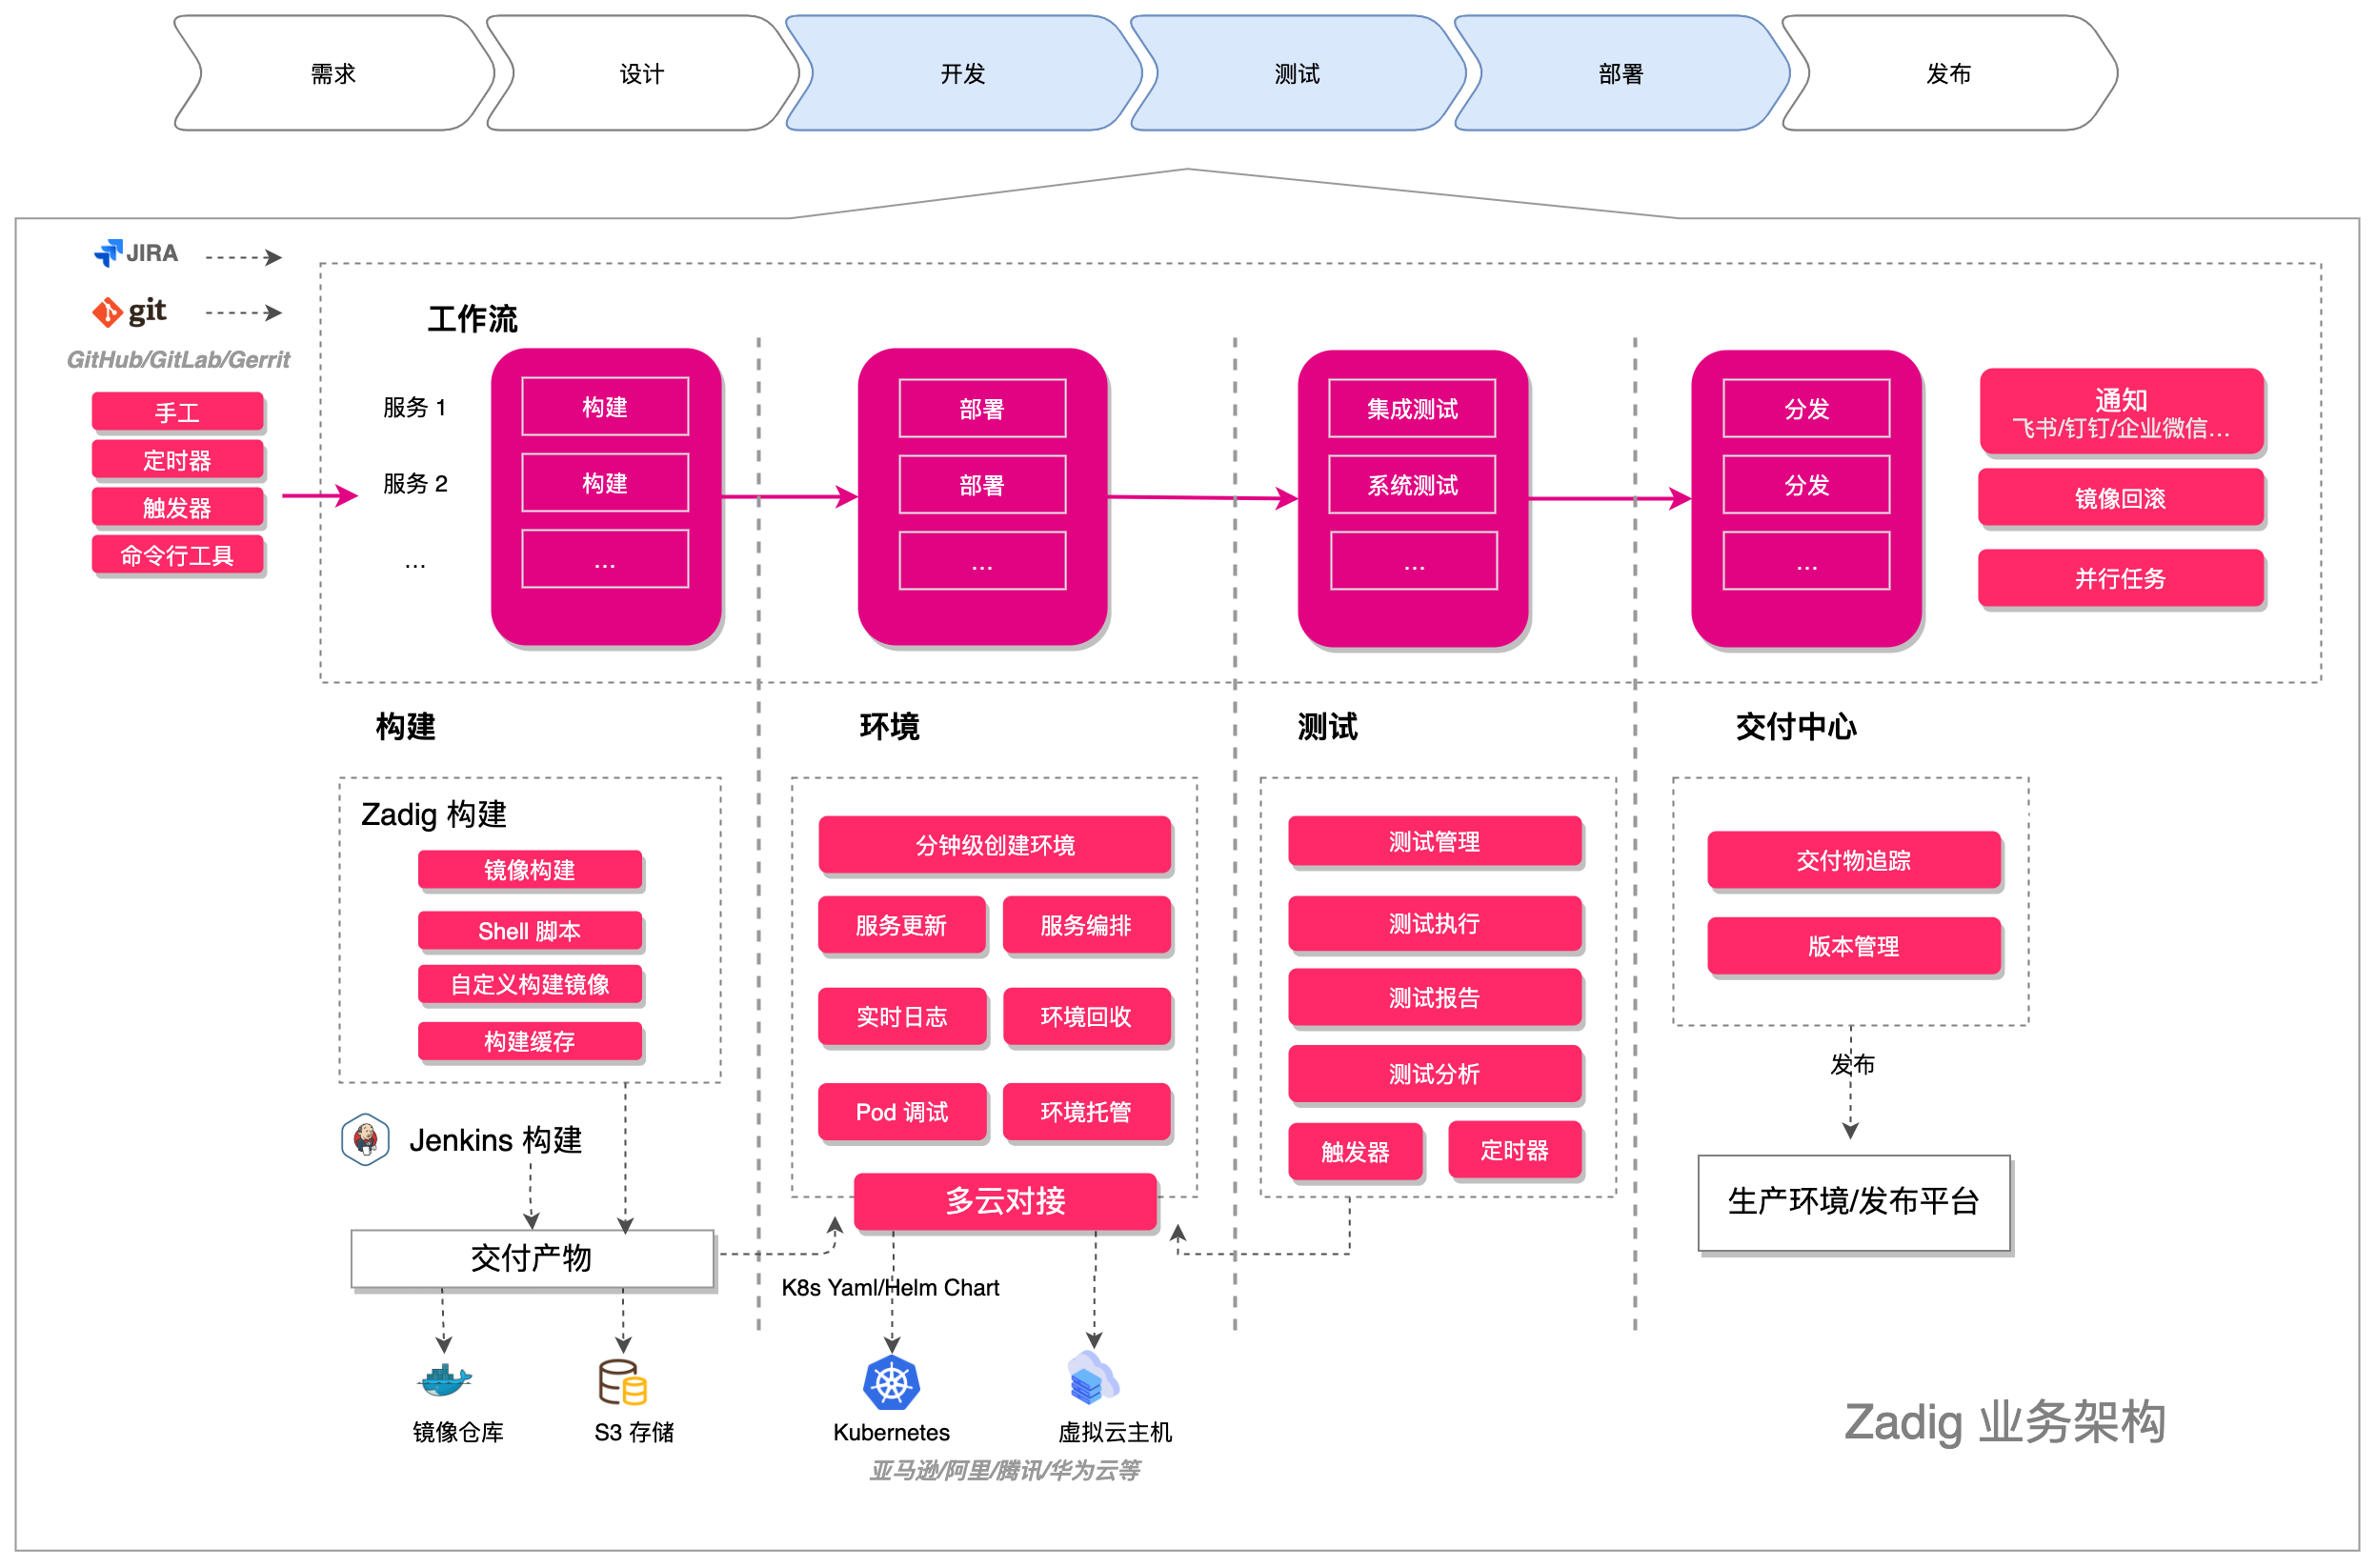 需求
设计
开发
测试
部署
发布
JIRA
git
GitHub/GitLab/Gerrit
手工
定时器
触发器
命令行工具
工作流
服务 1
服务 2
...
构建
构建
...
部署
部署
...
集成测试
系统测试
...
分发
分发
...
通知
飞书/钉钉/企业微信...
镜像回滚
并行任务
构建
Zadig 构建
镜像构建
Shell 脚本
自定义构建镜像
构建缓存
Jenkins 构建
交付产物
镜像仓库
S3 存储
环境
分钟级创建环境
服务更新
服务编排
实时日志
环境回收
Pod 调试
环境托管
多云对接
K8s Yaml/Helm Chart
Kubernetes
虚拟云主机
亚马逊/阿里/腾讯/华为云等
测试
测试管理
测试执行
测试报告
测试分析
触发器
定时器
交付中心
交付物追踪
版本管理
发布
生产环境/发布平台
Zadig 业务架构